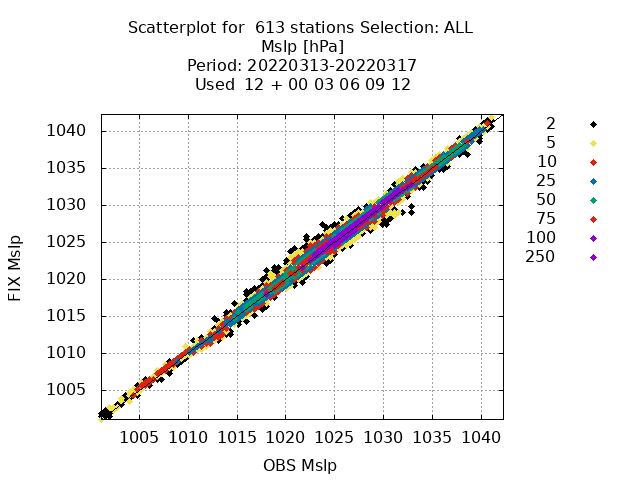 Scatterplot for  613 stations Selection: ALL
Mslp [hPa]
Period: 20220313-20220317
Used  12 + 00 03 06 09 12
1040
1035
1030
1025
1020
1015
1010
1005
FIX Mslp
1005 1010 1015 1020 1025 1030 1035 1040
OBS Mslp
2
5
10
25
50
75
100
250